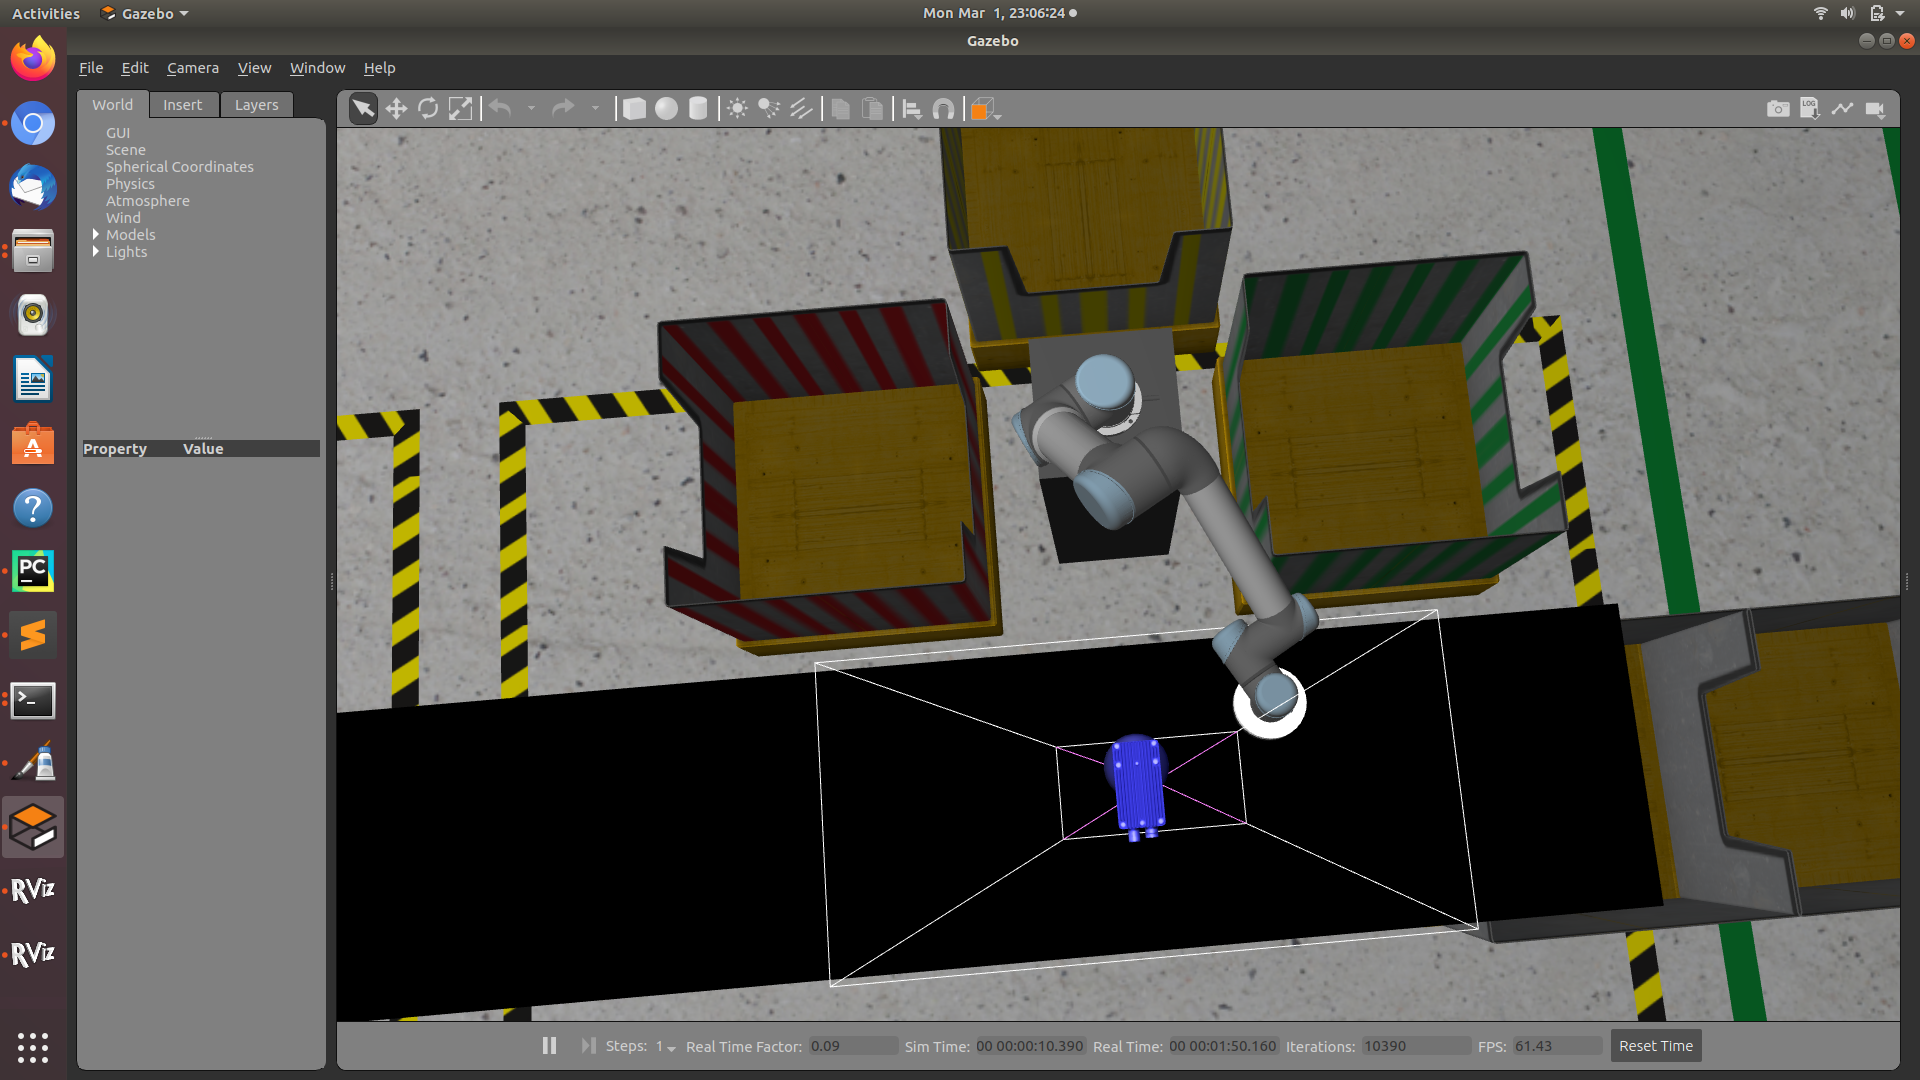 Activities
Gazebo
Mon Mar 1, 23:06:24
Gazebo
File Edit Camera View Window Help
World Insert Layers
LOG
GUI
Scene
Spherical Coordinates
Physics
Atmosphere
Wind
Models
Lights
Property Value
A
?
PC
S
>_
RViz
RViz
Steps: 1 Real Time Factor: 0.09 Sim Time: 00 00:00:10.390 Real Time: 00 00:01:50.160 Iterations: 10390 FPS: 61.43 Reset Time